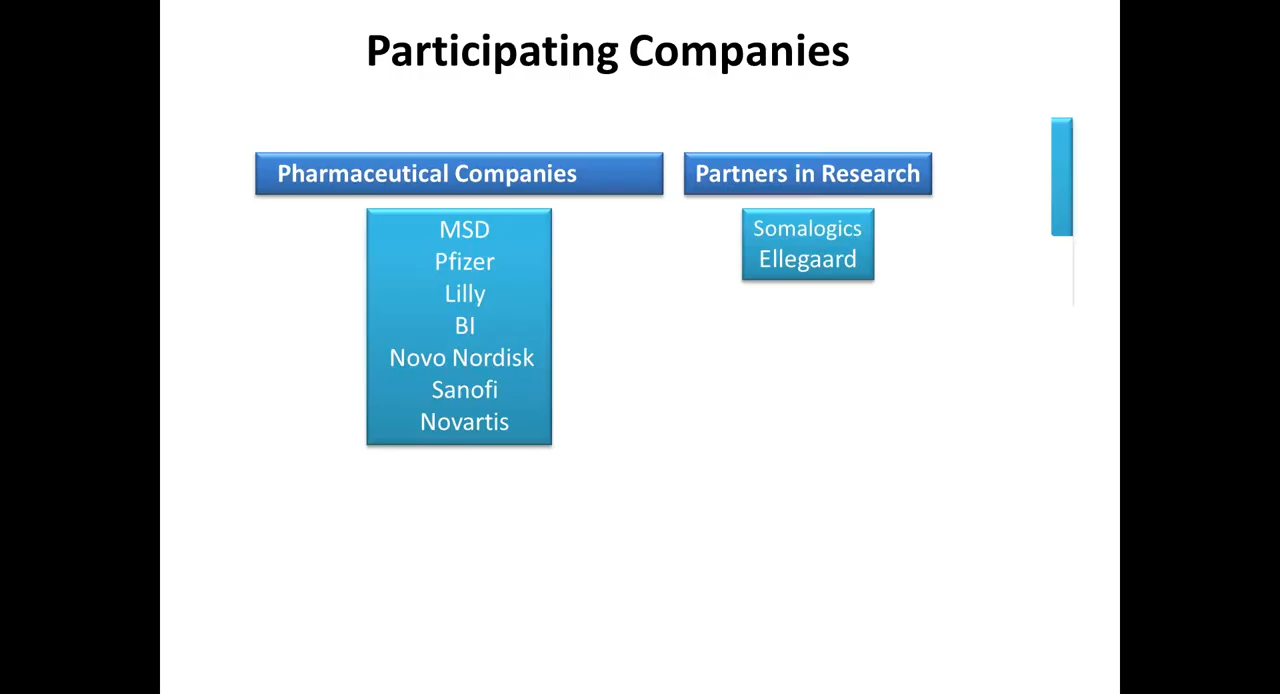 Participating Companies
Pharmaceutical Companies
MSD
Pfizer
Lilly
BI
Novo Nordisk
Sanofi
Novartis
Partners in Research
Somalogics
Ellegaard